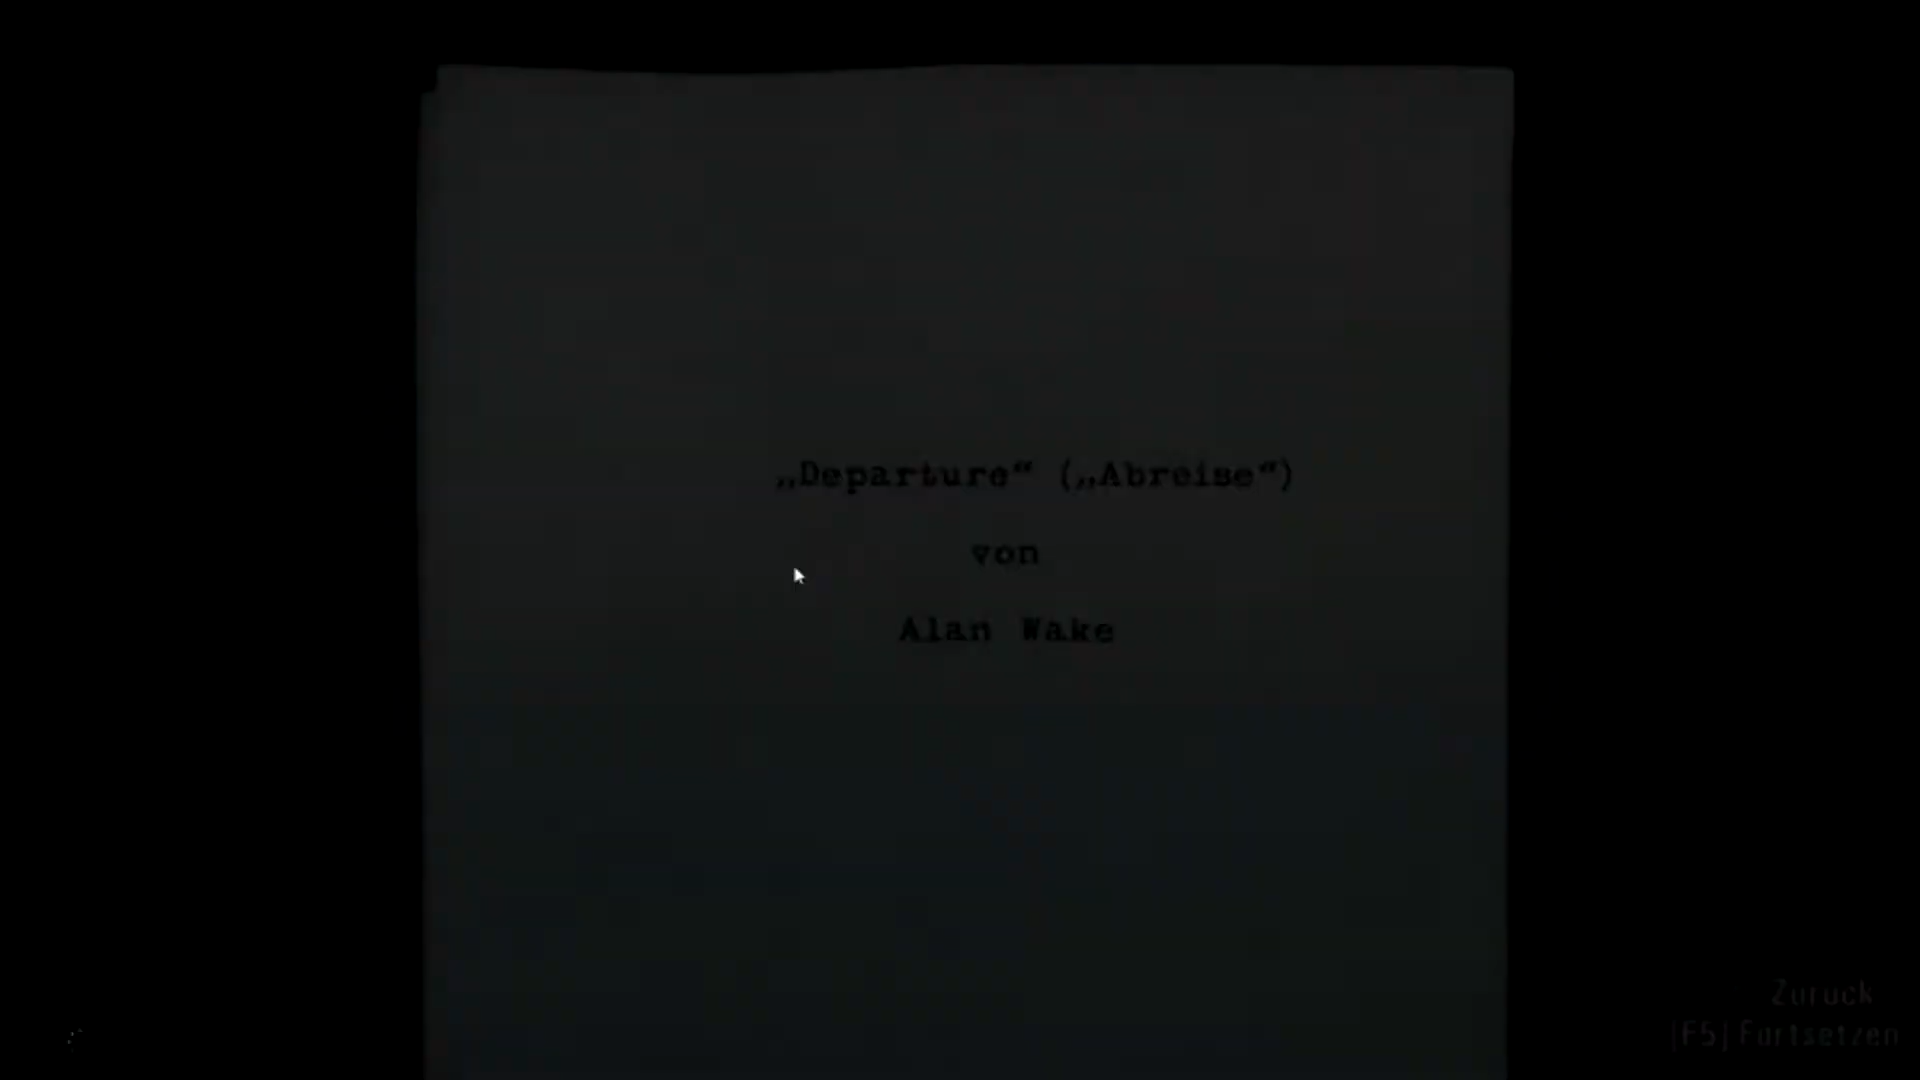 „Departure“ („Abreise“)
von
Alan Wake
Zurück
[F5] Fortsetzen